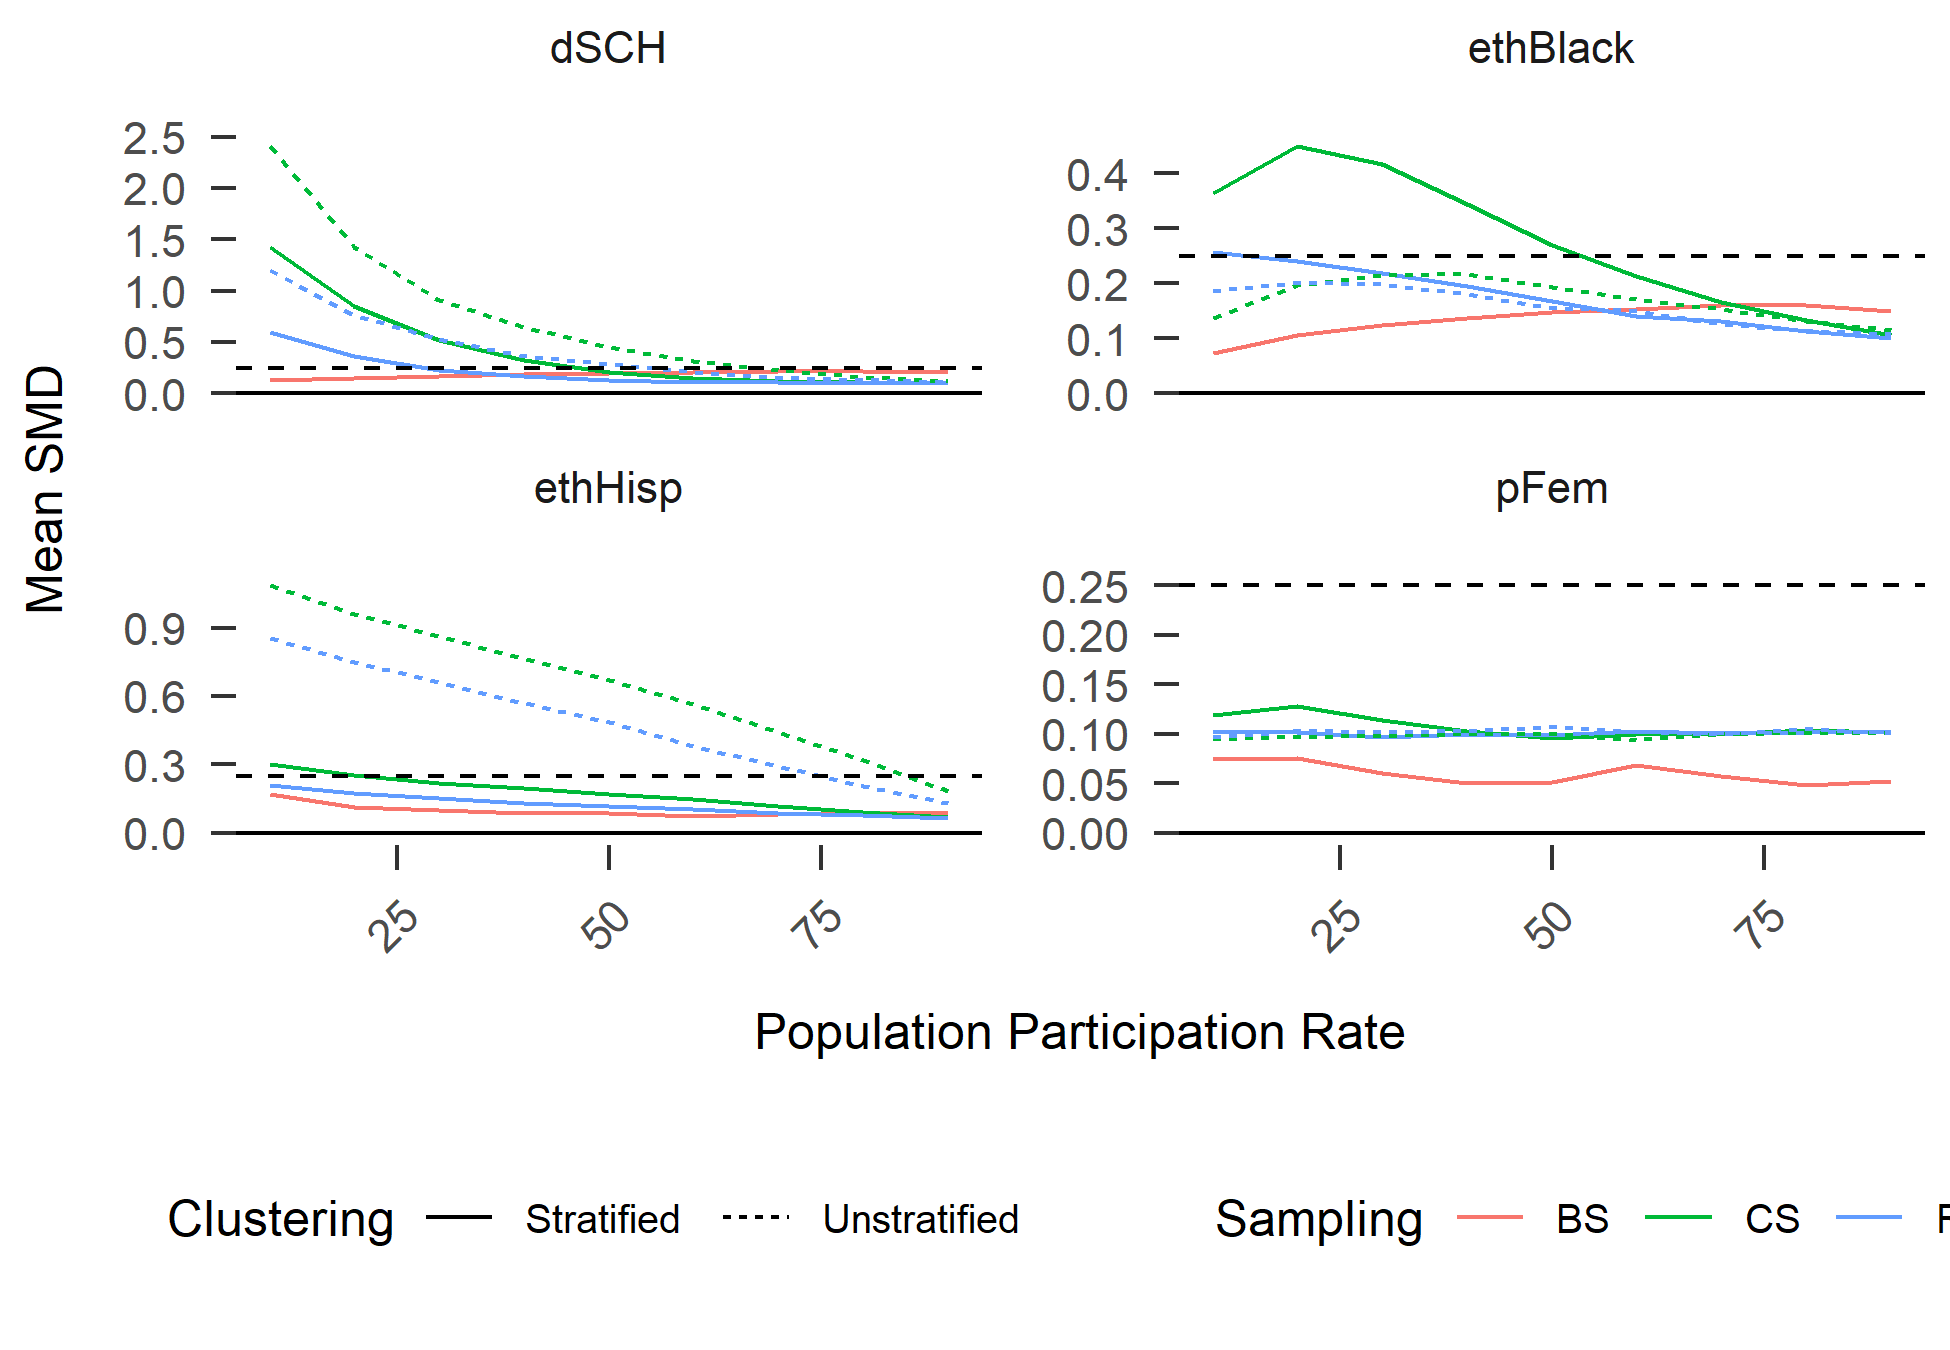 dSCH
ethBlack
2.5
2.0
1.5
1.0
0.5
0.0
0.4
0.3
0.2
0.1
0.0
Mean SMD
ethHisp
pFem
0.9
0.6
0.3
0.0
0.25
0.20
0.15
0.10
0.05
0.00
25
50
75
25
50
75
Population Participation Rate
Clustering
Stratified
Unstratified
Sampling
BS
CS